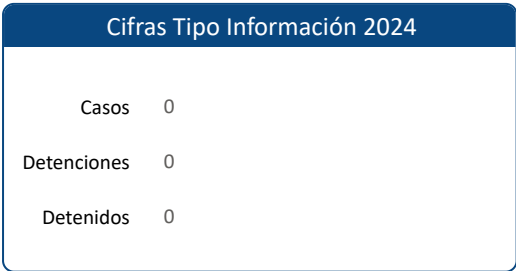 Cifras Tipo Información 2024
Casos 0
Detenciones 0
Detenidos 0